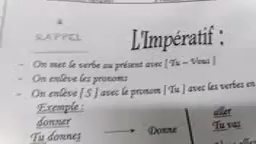 RAPPEL
L'Impératif :
- On met le verbe au présent avec [ Tu – Vous ]
- On enlève les pronoms
- On enlève [ S ] avec le pronom [ Tu ] avec les verbes en
Exemple :
donner
Tu donnes → Donne
aller
Tu vas